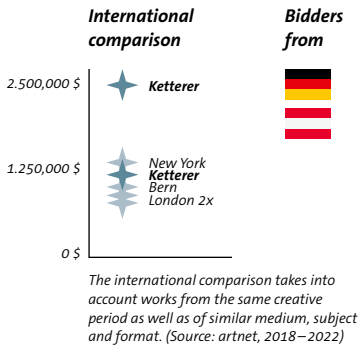 International
comparison
Bidders
from
2.500,000 $
Ketterer
1.250,000 $
New York
Ketterer
Bern
London 2x
0 $
The international comparison takes into
account works from the same creative
period as well as of similar medium, subject
and format. (Source: artnet, 2018–2022)